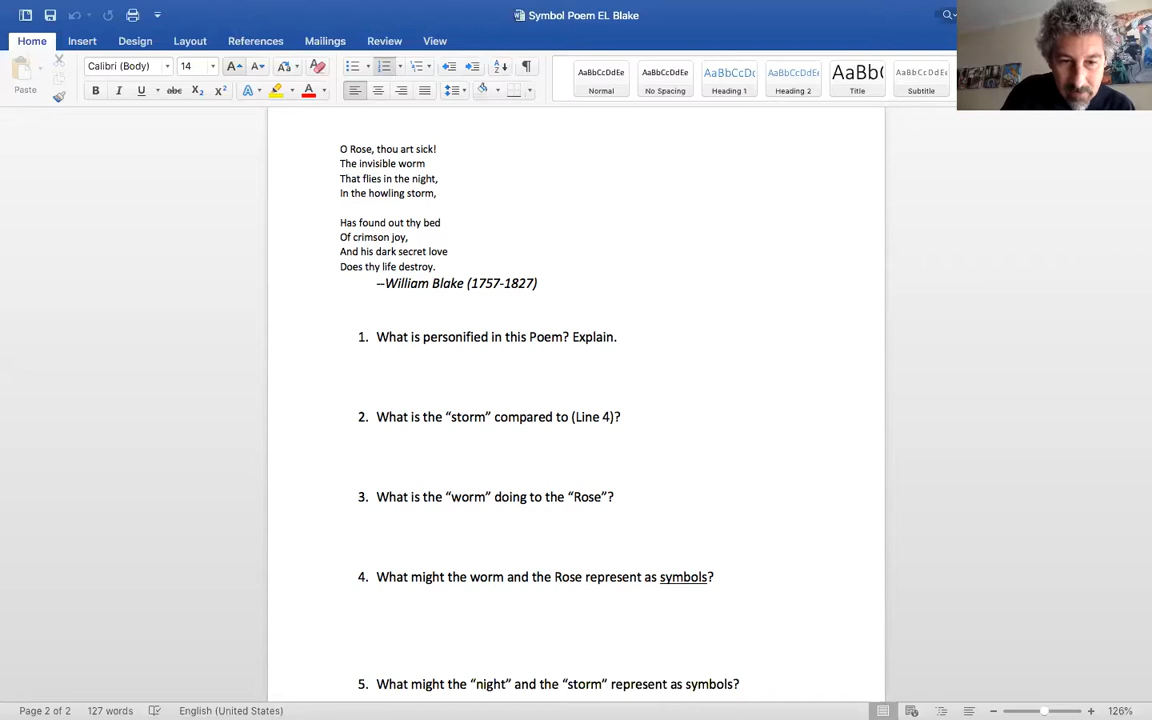 Symbol Poem EL Blake
Home Insert Design Layout References Mailings Review View
Paste
Calibri (Body) 14
AaBbCcDdEe AaBbCcDdEe AaBbCcDc AaBbCcDdEe AaBb( AaBbCcDdEe
Normal No Spacing Heading 1 Heading 2 Title Subtitle
O Rose, thou art sick!
The invisible worm
That flies in the night,
In the howling storm,
Has found out thy bed
Of crimson joy,
And his dark secret love
Does thy life destroy.
--William Blake (1757-1827)
1. What is personified in this Poem? Explain.
2. What is the “storm” compared to (Line 4)?
3. What is the “worm” doing to the “Rose”?
4. What might the worm and the Rose represent as symbols?
5. What might the “night” and the “storm” represent as symbols?
Page 2 of 2 127 words English (United States) 126%